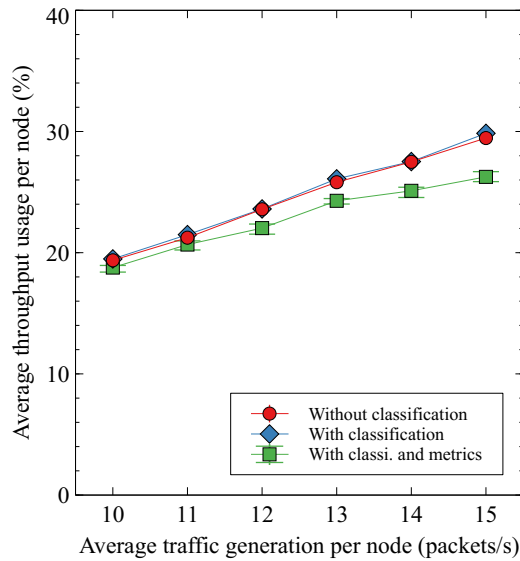 40
30
20
10
0
Average throughput usage per node (%)
Without classification
With classification
With classi. and metrics
10 11 12 13 14 15
Average traffic generation per node (packets/s)